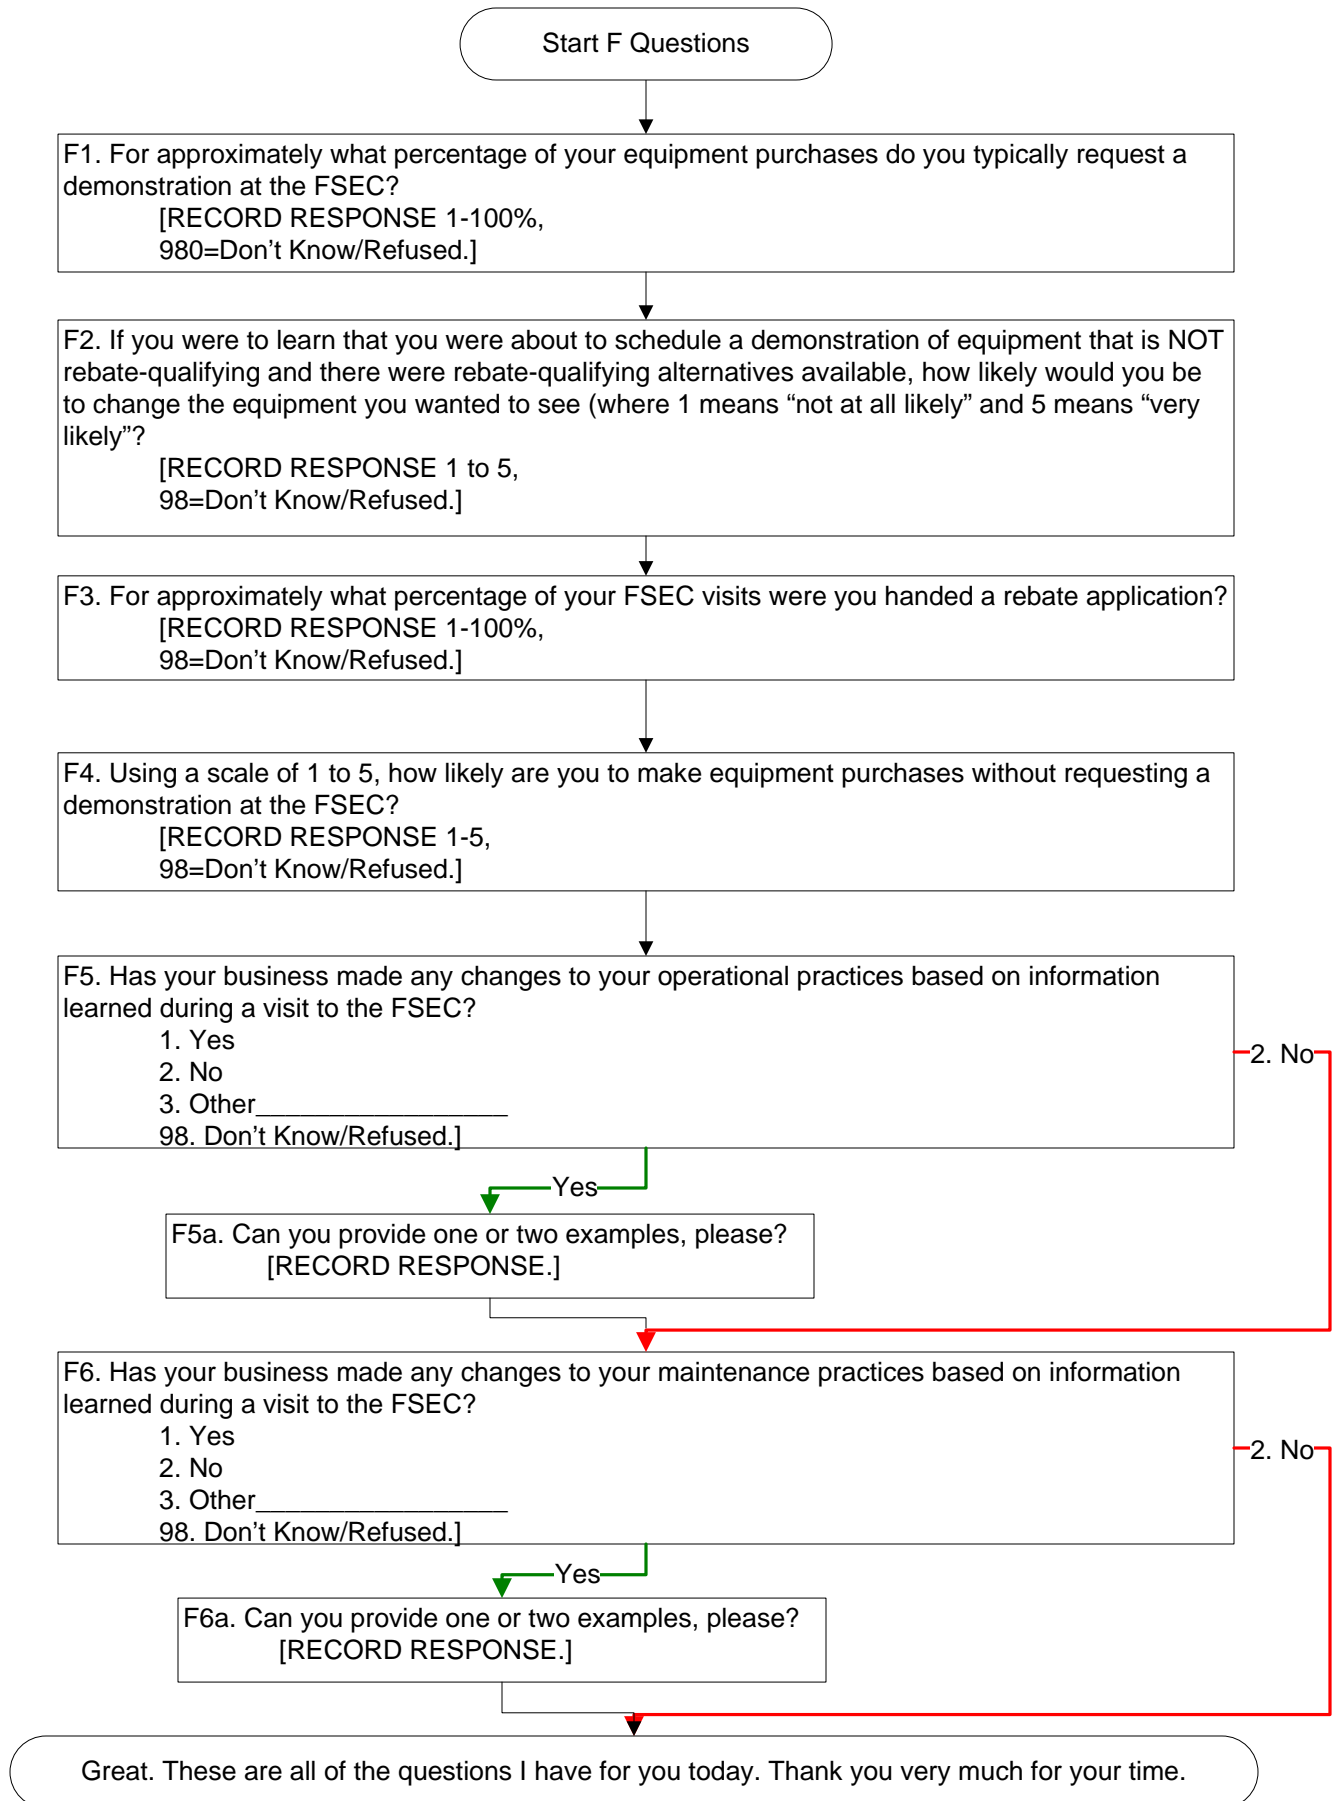 Start F Questions
F1. For approximately what percentage of your equipment purchases do you typically request a
demonstration at the FSEC?
[RECORD RESPONSE 1-100%,
980=Don’t Know/Refused.]
F2. If you were to learn that you were about to schedule a demonstration of equipment that is NOT
rebate-qualifying and there were rebate-qualifying alternatives available, how likely would you be
to change the equipment you wanted to see (where 1 means “not at all likely” and 5 means “very
likely”?
[RECORD RESPONSE 1 to 5,
98=Don’t Know/Refused.]
F3. For approximately what percentage of your FSEC visits were you handed a rebate application?
[RECORD RESPONSE 1-100%,
98=Don’t Know/Refused.]
F4. Using a scale of 1 to 5, how likely are you to make equipment purchases without requesting a
demonstration at the FSEC?
[RECORD RESPONSE 1-5,
98=Don’t Know/Refused.]
F5. Has your business made any changes to your operational practices based on information
learned during a visit to the FSEC?
1. Yes
2. No
3. Other_________________
98. Don’t Know/Refused.]
2. No
Yes
F5a. Can you provide one or two examples, please?
[RECORD RESPONSE.]
F6. Has your business made any changes to your maintenance practices based on information
learned during a visit to the FSEC?
1. Yes
2. No
3. Other_________________
98. Don’t Know/Refused.]
2. No
Yes
F6a. Can you provide one or two examples, please?
[RECORD RESPONSE.]
Great. These are all of the questions I have for you today. Thank you very much for your time.